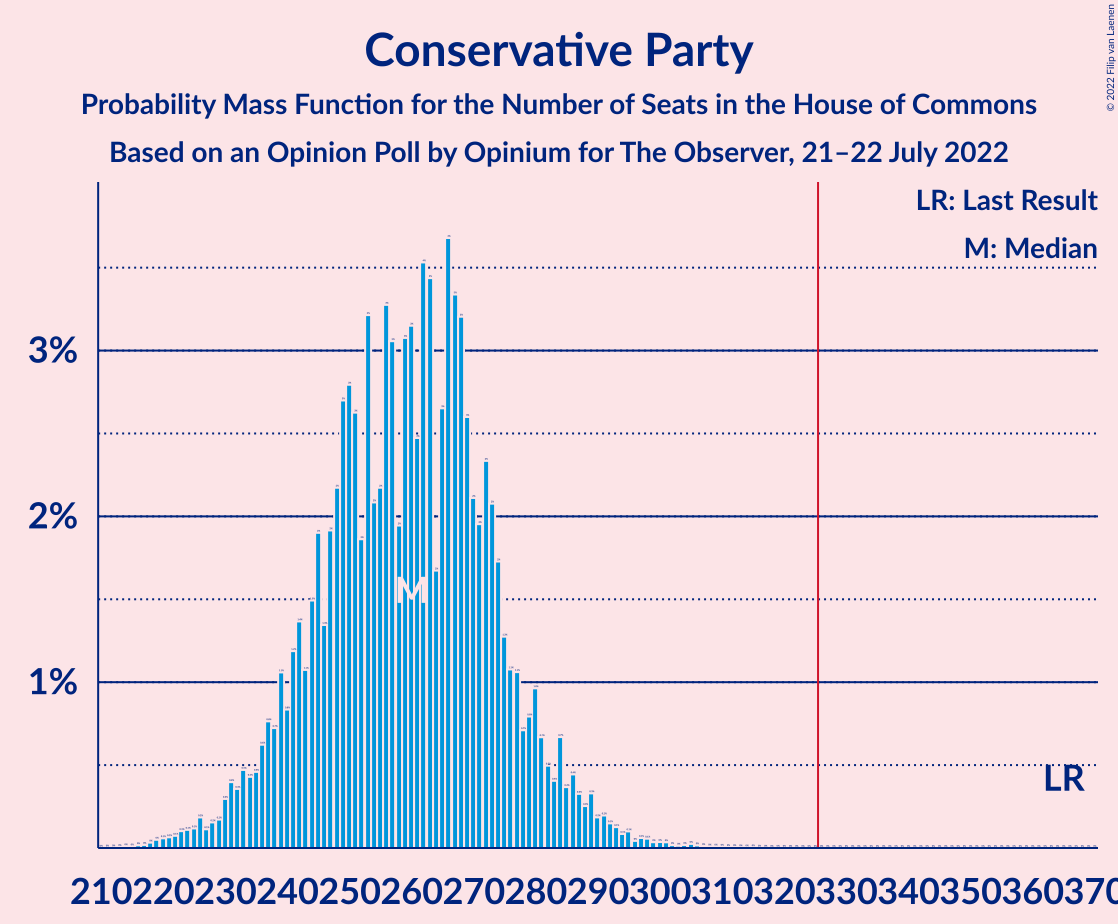 Conservative Party
Probability Mass Function for the Number of Seats in the House of Commons
Based on an Opinion Poll by Opinium for The Observer, 21–22 July 2022
© 2022 Filip van Laenen
LR: Last Result
M: Median
3%
2%
1%
M
LR
210220230240250260270280290300310320330340350360370